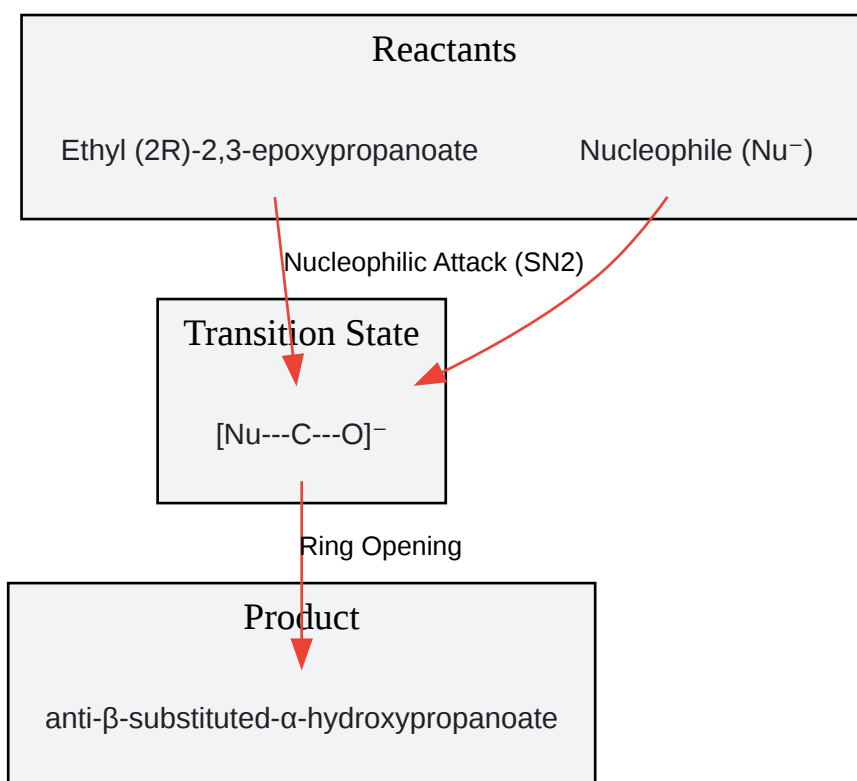 Reactants
Ethyl (2R)-2,3-epoxypropanoate
Nucleophile (Nu⁻)
Nucleophilic Attack (SN2)
Transition State
[Nu---C---O]⁻
Ring Opening
Product
anti-β-substituted-α-hydroxypropanoate